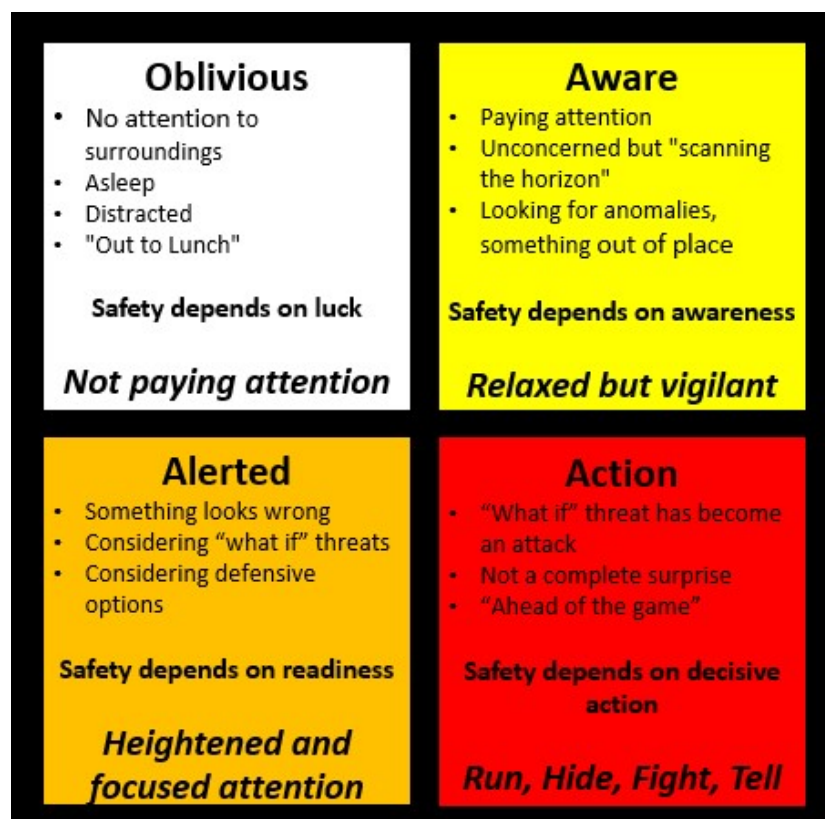 Oblivious
• No attention to
surroundings
• Asleep
• Distracted
• "Out to Lunch"
Safety depends on luck
Not paying attention
Aware
• Paying attention
• Unconcerned but "scanning
the horizon"
• Looking for anomalies,
something out of place
Safety depends on awareness
Relaxed but vigilant
Alerted
• Something looks wrong
• Considering “what if” threats
• Considering defensive
options
Safety depends on readiness
Heightened and
focused attention
Action
• “What if” threat has become
an attack
• Not a complete surprise
• “Ahead of the game”
Safety depends on decisive
action
Run, Hide, Fight, Tell